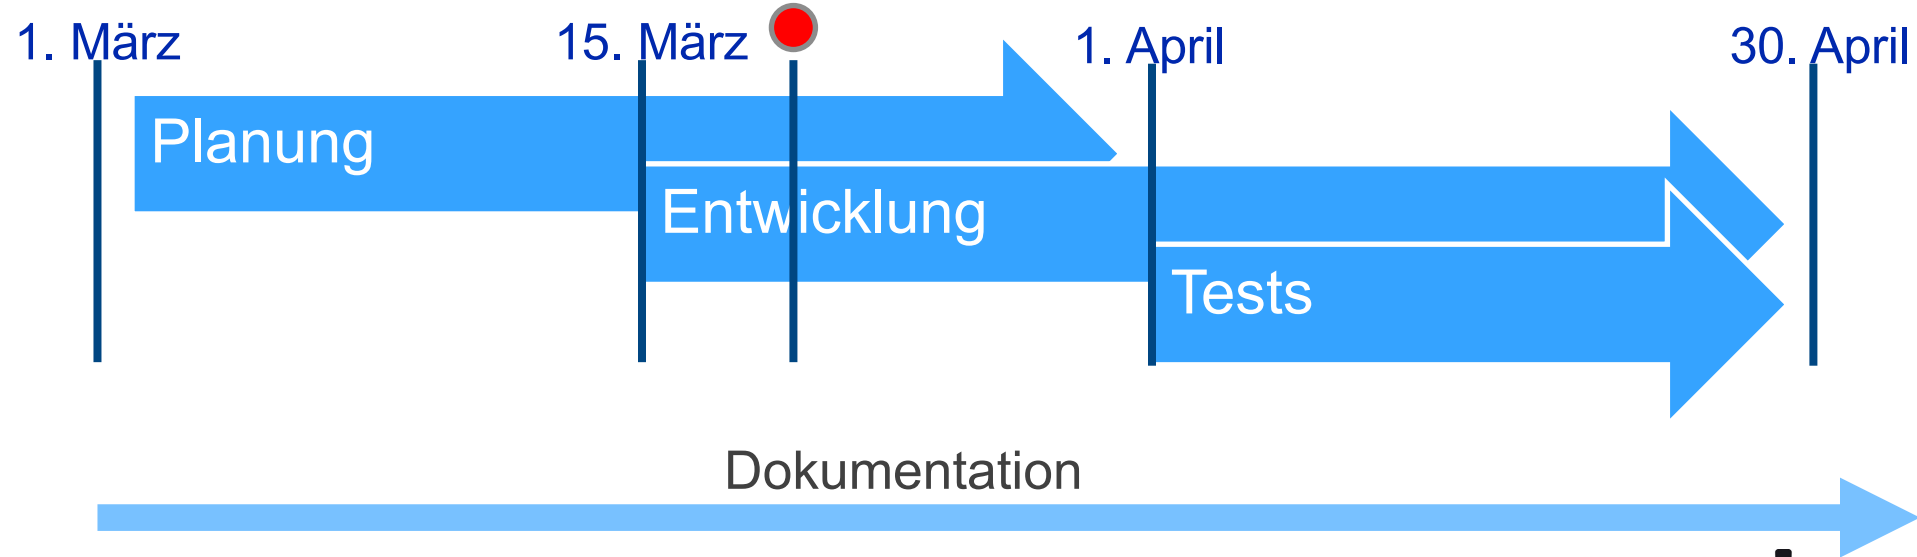 1. März
15. März
1. April
30. April
Planung
Entwicklung
Tests
Dokumentation